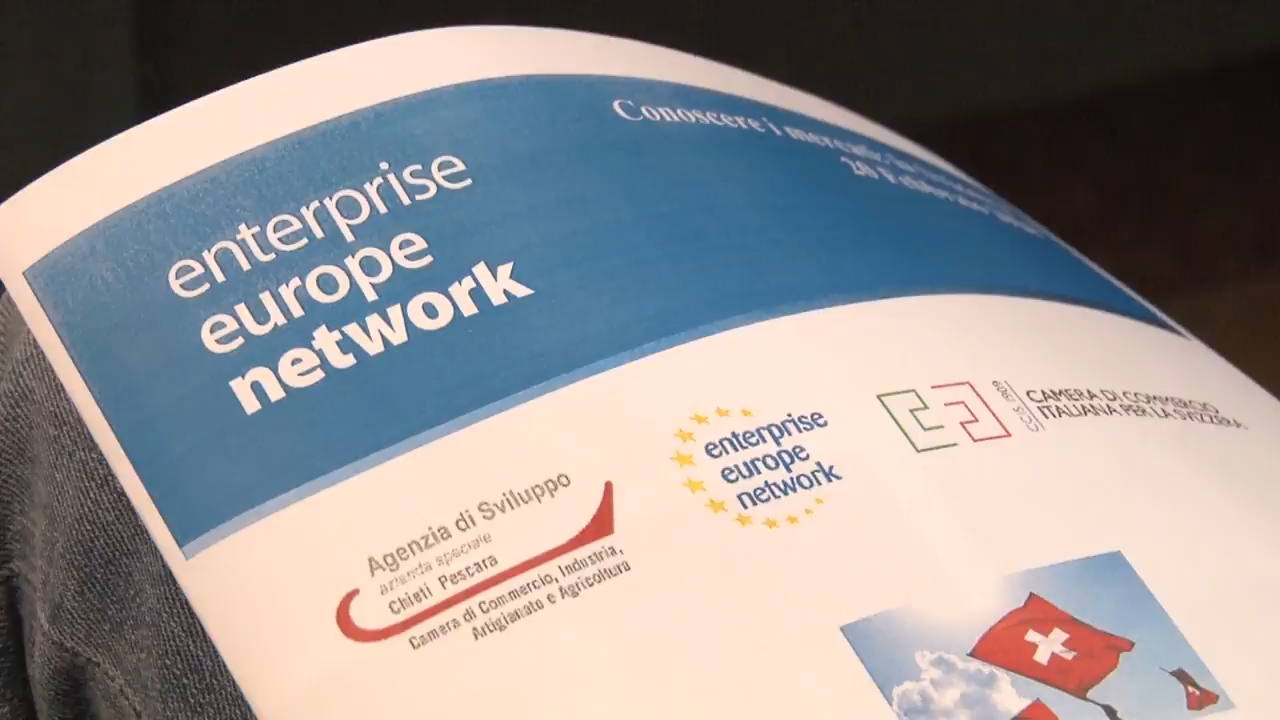 Conoscere i mercati:
enterprise
europe
network
enterprise
europe
network
CAMERA DI COMMERCIO
ITALIANA PER LA SVIZZERA
Agenzia di Sviluppo
azienda speciale
Chieti Pescara
Camera di Commercio, Industria,
Artigianato e Agricoltura